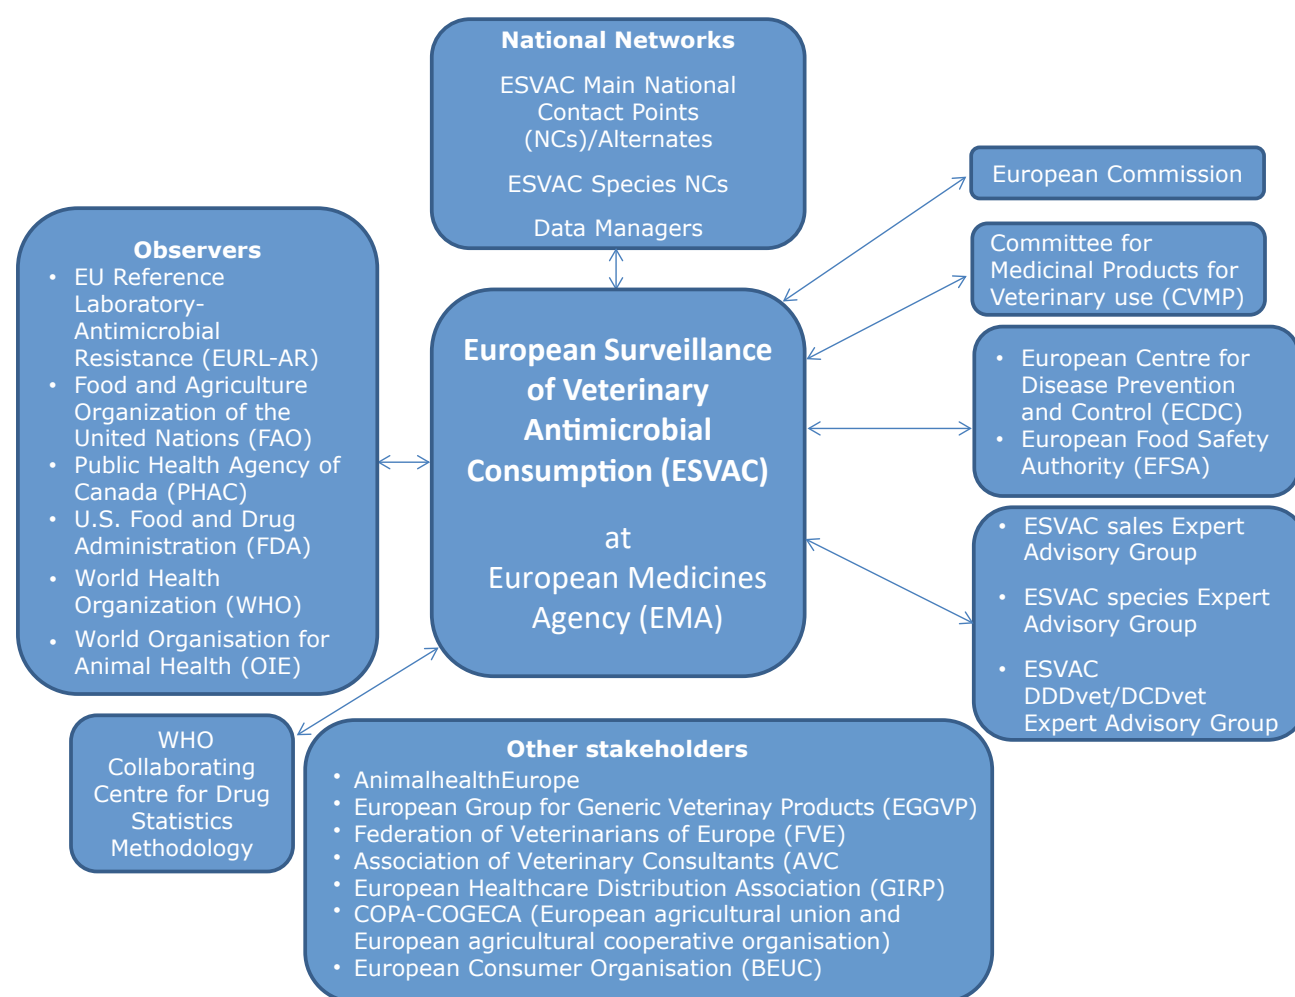 National Networks
ESVAC Main National
Contact Points
(NCs)/Alternates
ESVAC Species NCs
Data Managers
European Commission
Committee for
Medicinal Products for
Veterinary use (CVMP)
Observers
• EU Reference
Laboratory-
Antimicrobial
Resistance (EURL-AR)
• Food and Agriculture
Organization of the
United Nations (FAO)
• Public Health Agency of
Canada (PHAC)
• U.S. Food and Drug
Administration (FDA)
• World Health
Organization (WHO)
• World Organisation for
Animal Health (OIE)
European Surveillance
of Veterinary
Antimicrobial
Consumption (ESVAC)
at
European Medicines
Agency (EMA)
• European Centre for
Disease Prevention
and Control (ECDC)
• European Food Safety
Authority (EFSA)
• ESVAC sales Expert
Advisory Group
• ESVAC species Expert
Advisory Group
• ESVAC
DDDvet/DCDvet
Expert Advisory Group
WHO
Collaborating
Centre for Drug
Statistics
Methodology
Other stakeholders
• AnimalhealthEurope
• European Group for Generic Veterinay Products (EGGVP)
• Federation of Veterinarians of Europe (FVE)
• Association of Veterinary Consultants (AVC
• European Healthcare Distribution Association (GIRP)
• COPA-COGECA (European agricultural union and
European agricultural cooperative organisation)
• European Consumer Organisation (BEUC)